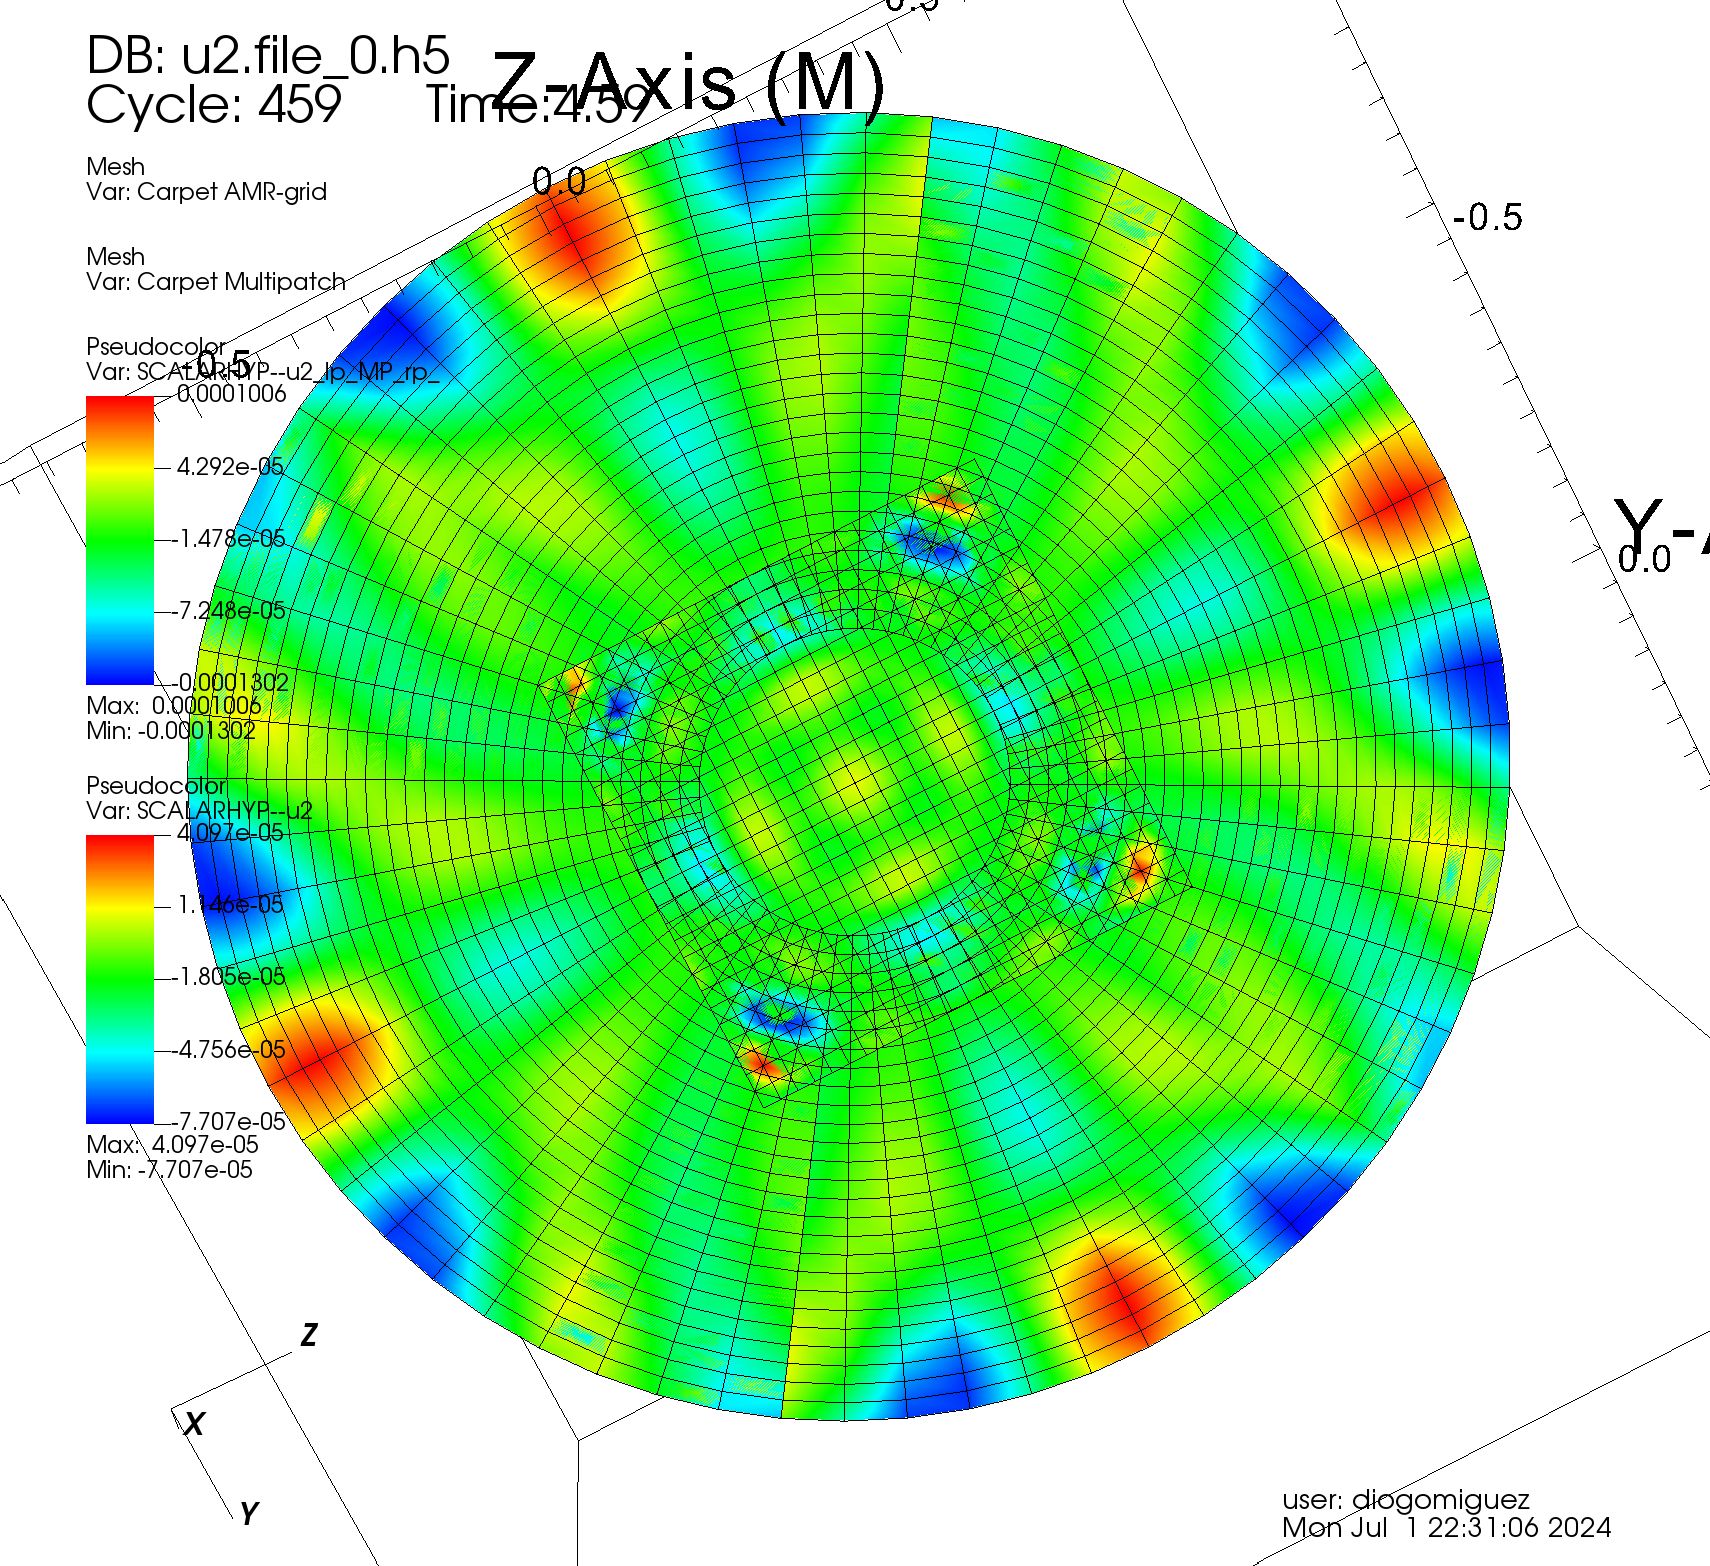 0.5
DB: u2.file_0.h5
Z-Axis (M)
Cycle: 459 Time:4.59
Mesh
Var: Carpet AMR-grid
0.0
-0.5
Mesh
Var: Carpet Multipatch
Pseudocolor
-0.5
Var: SCALARHYP--u2_lp_MP_rp_
0.0001006
4.292e-05
-1.478e-05
-7.248e-05
-0.0001302
Max: 0.0001006
Min: -0.0001302
Y-A
0.0
Pseudocolor
Var: SCALARHYP--u2
4.097e-05
1.146e-05
-1.805e-05
-4.756e-05
-7.707e-05
Max: 4.097e-05
Min: -7.707e-05
Z
X
Y
user: diogomiguez
Mon Jul 1 22:31:06 2024